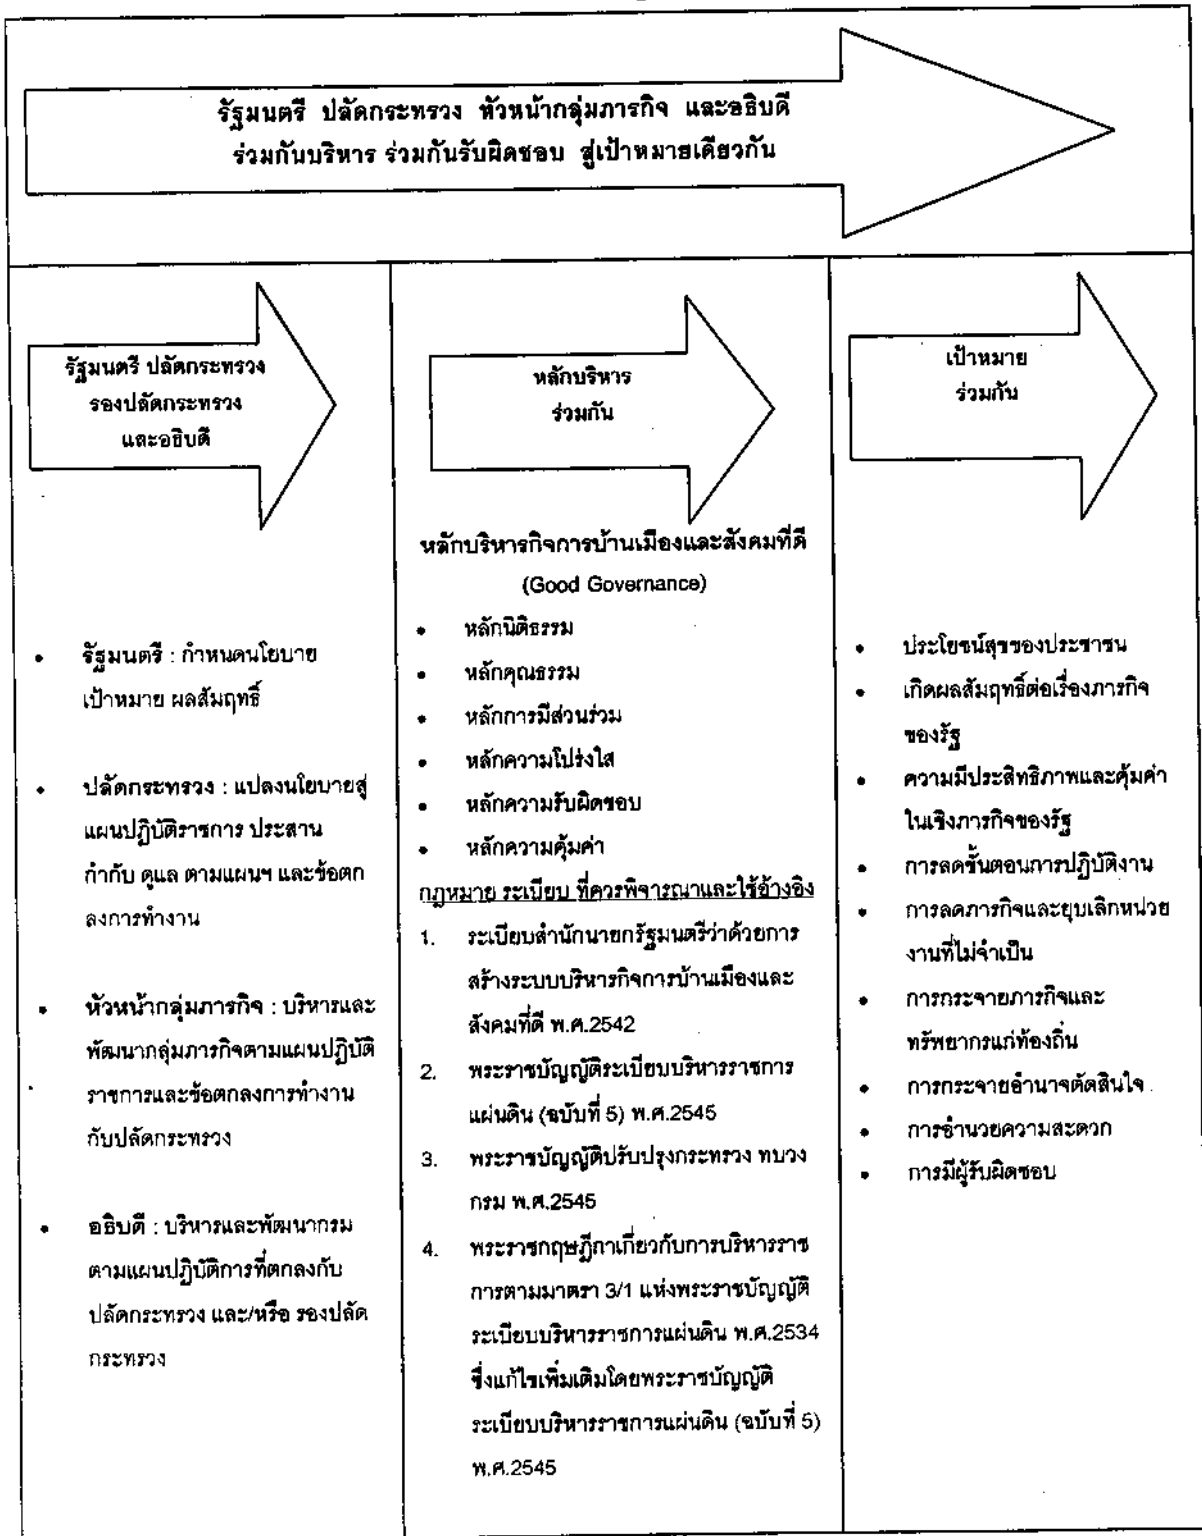 รัฐมนตรี ปลัดกระทรวง หัวหน้ากลุ่มภารกิจ และอธิบดี
ร่วมกันบริหาร ร่วมกันรับผิดชอบ สู่เป้าหมายเดียวกัน
รัฐมนตรี ปลัดกระทรวง
รองปลัดกระทรวง
และอธิบดี
• รัฐมนตรี : กำหนดนโยบาย
เป้าหมาย ผลสัมฤทธิ์
• ปลัดกระทรวง : แปลงนโยบายสู่
แผนปฏิบัติราชการ ประสาน
กำกับ ดูแล ตามแผนฯ และข้อตก
ลงการทำงาน
• หัวหน้ากลุ่มภารกิจ : บริหารและ
พัฒนากลุ่มภารกิจตามแผนปฏิบัติ
ราชการและข้อตกลงการทำงาน
กับปลัดกระทรวง
• อธิบดี : บริหารและพัฒนากรม
ตามแผนปฏิบัติการที่ตกลงกับ
ปลัดกระทรวง และ/หรือ รองปลัด
กระทรวง
หลักบริหาร
ร่วมกัน
หลักบริหารกิจการบ้านเมืองและสังคมที่ดี
(Good Governance)
• หลักนิติธรรม
• หลักคุณธรรม
• หลักการมีส่วนร่วม
• หลักความโปร่งใส
• หลักความรับผิดชอบ
• หลักความคุ้มค่า
กฎหมาย ระเบียบ ที่ควรพิจารณาและใช้อ้างอิง
1. ระเบียบสำนักนายกรัฐมนตรีว่าด้วยการ
สร้างระบบบริหารกิจการบ้านเมืองและ
สังคมที่ดี พ.ศ.2542
2. พระราชบัญญัติระเบียบบริหารราชการ
แผ่นดิน (ฉบับที่ 5) พ.ศ.2545
3. พระราชบัญญัติปรับปรุงกระทรวง ทบวง
กรม พ.ศ.2545
4. พระราชกฤษฎีกาเกี่ยวกับการบริหารราช
การตามมาตรา 3/1 แห่งพระราชบัญญัติ
ระเบียบบริหารราชการแผ่นดิน พ.ศ.2534
ซึ่งแก้ไขเพิ่มเติมโดยพระราชบัญญัติ
ระเบียบบริหารราชการแผ่นดิน (ฉบับที่ 5)
พ.ศ.2545
เป้าหมาย
ร่วมกัน
• ประโยชน์สุขของประชาชน
• เกิดผลสัมฤทธิ์ต่อเรื่องภารกิจ
ของรัฐ
• ความมีประสิทธิภาพและคุ้มค่า
ในเชิงภารกิจของรัฐ
• การลดขั้นตอนการปฏิบัติงาน
• การลดภารกิจและยุบเลิกหน่วย
งานที่ไม่จำเป็น
• การกระจายภารกิจและ
ทรัพยากรแก่ท้องถิ่น
• การกระจายอำนาจตัดสินใจ
• การอำนวยความสะดวก
• การมีผู้รับผิดชอบ